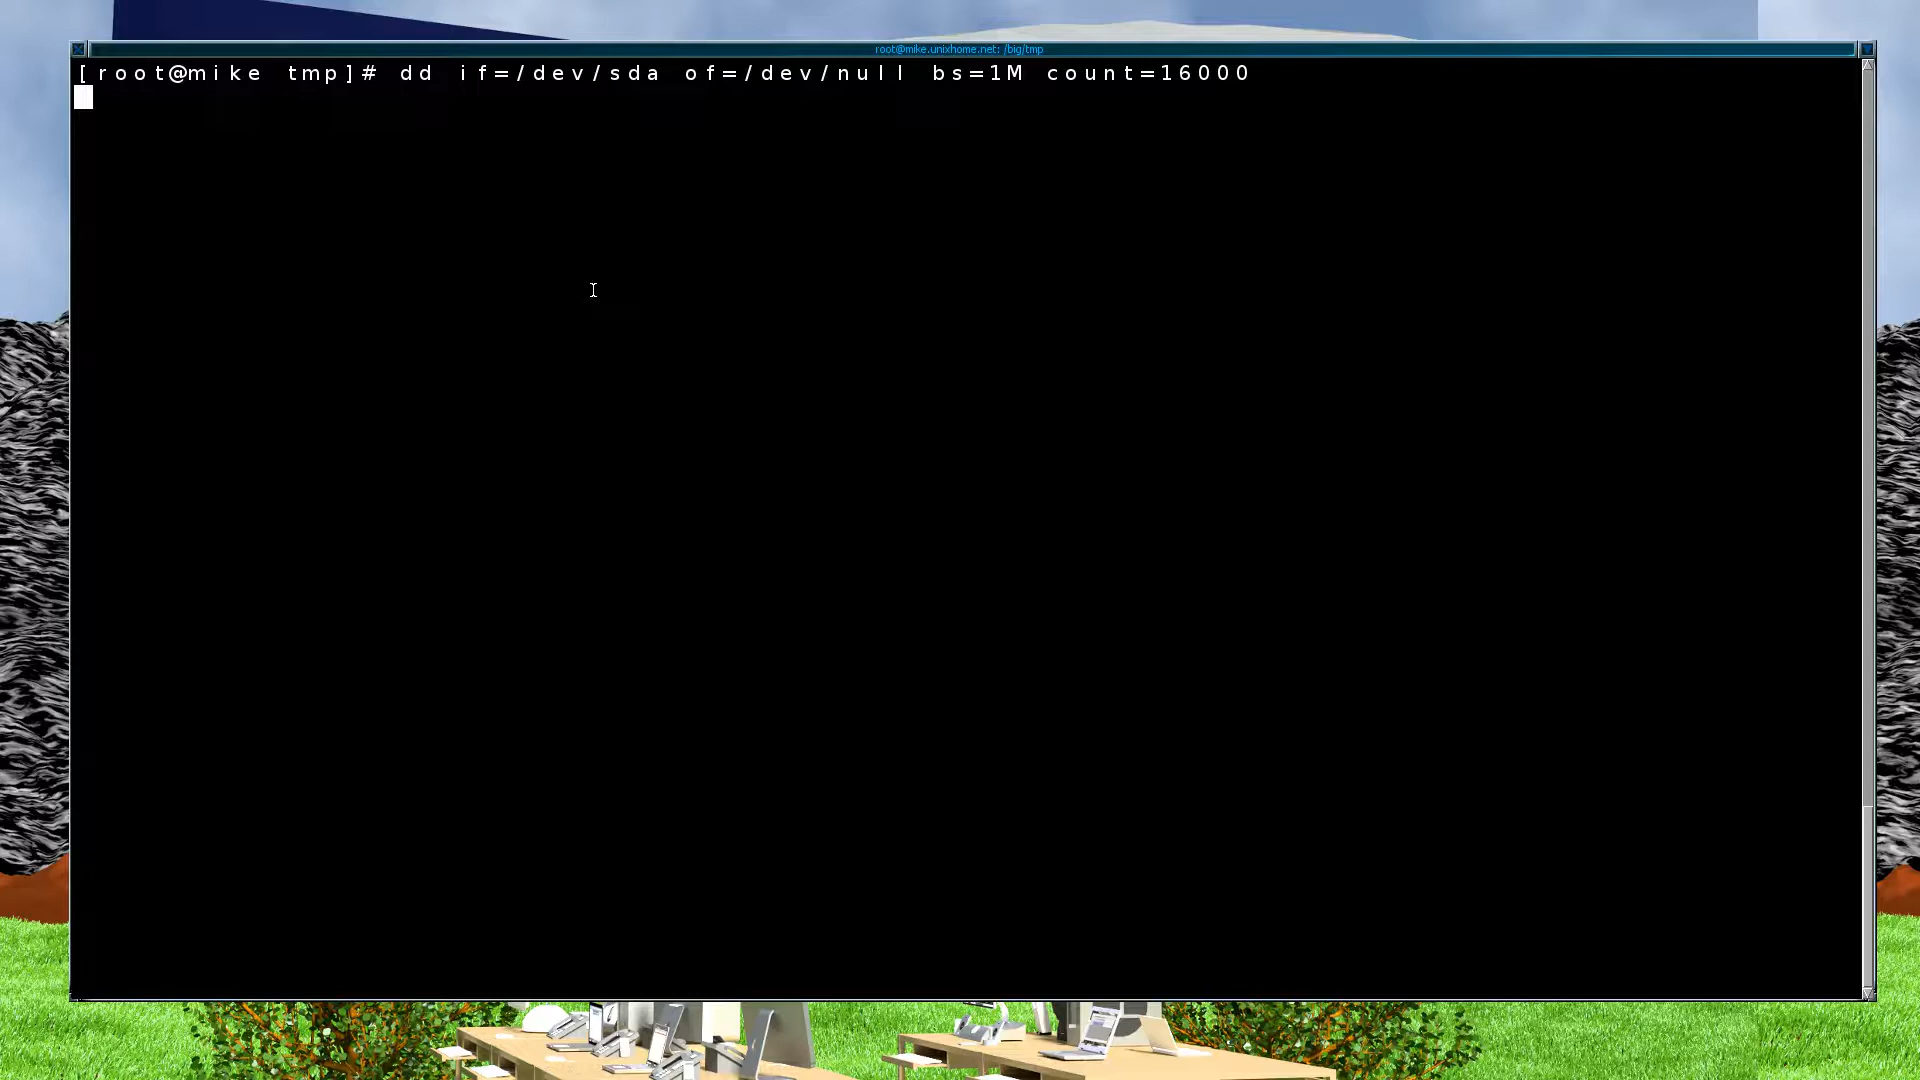 root@mike.unixhome.net: /big/tmp
[root@mike tmp]# dd if=/dev/sda of=/dev/null bs=1M count=16000